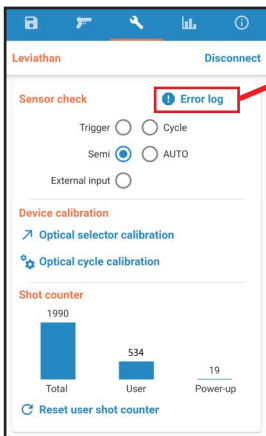 Leviathan Disconnect
Sensor check Error log
Trigger Cycle
Semi AUTO
External input
Device calibration
Optical selector calibration
Optical cycle calibration
Shot counter
1990
534
19
Total User Power-up
Reset user shot counter